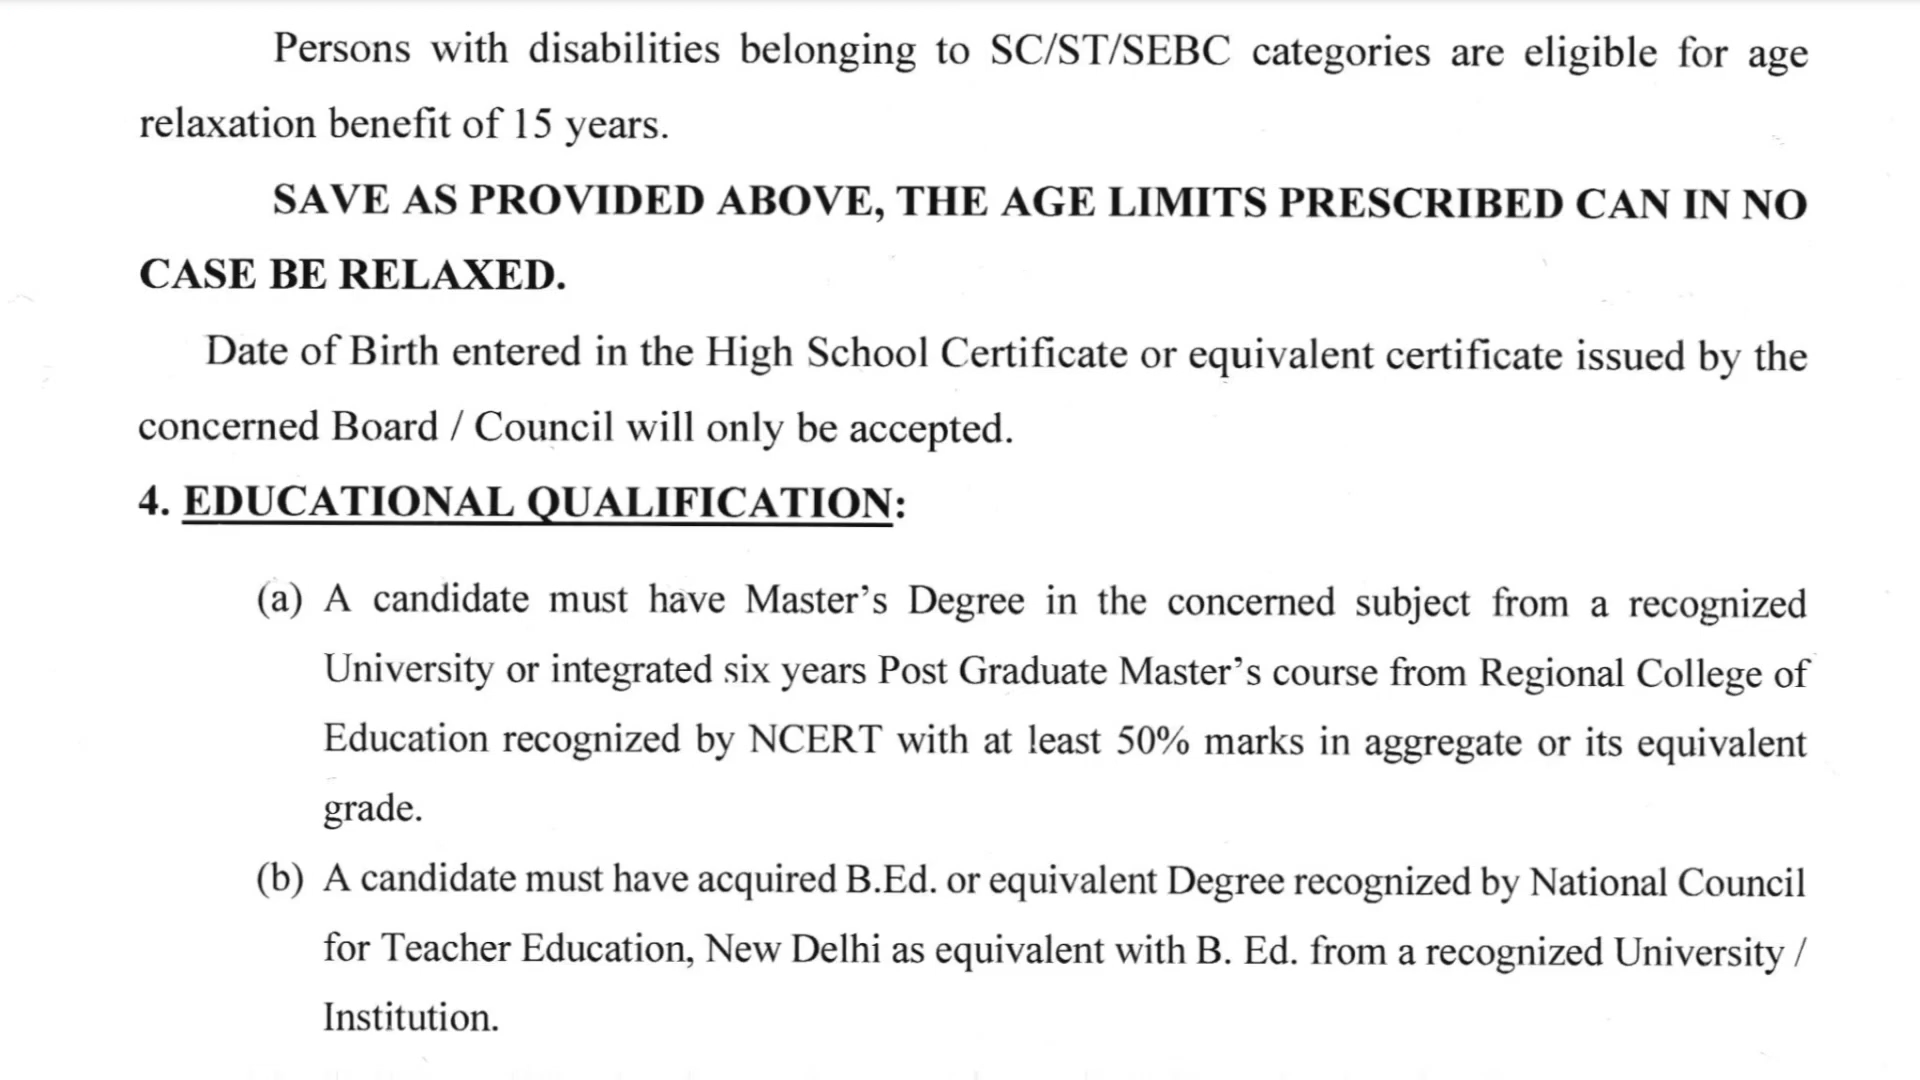 Persons with disabilities belonging to SC/ST/SEBC categories are eligible for age
relaxation benefit of 15 years.
SAVE AS PROVIDED ABOVE, THE AGE LIMITS PRESCRIBED CAN IN NO
CASE BE RELAXED.
Date of Birth entered in the High School Certificate or equivalent certificate issued by the
concerned Board / Council will only be accepted.
4. EDUCATIONAL QUALIFICATION:
(a) A candidate must have Master’s Degree in the concerned subject from a recognized
University or integrated six years Post Graduate Master’s course from Regional College of
Education recognized by NCERT with at least 50% marks in aggregate or its equivalent
grade.
(b) A candidate must have acquired B.Ed. or equivalent Degree recognized by National Council
for Teacher Education, New Delhi as equivalent with B. Ed. from a recognized University /
Institution.